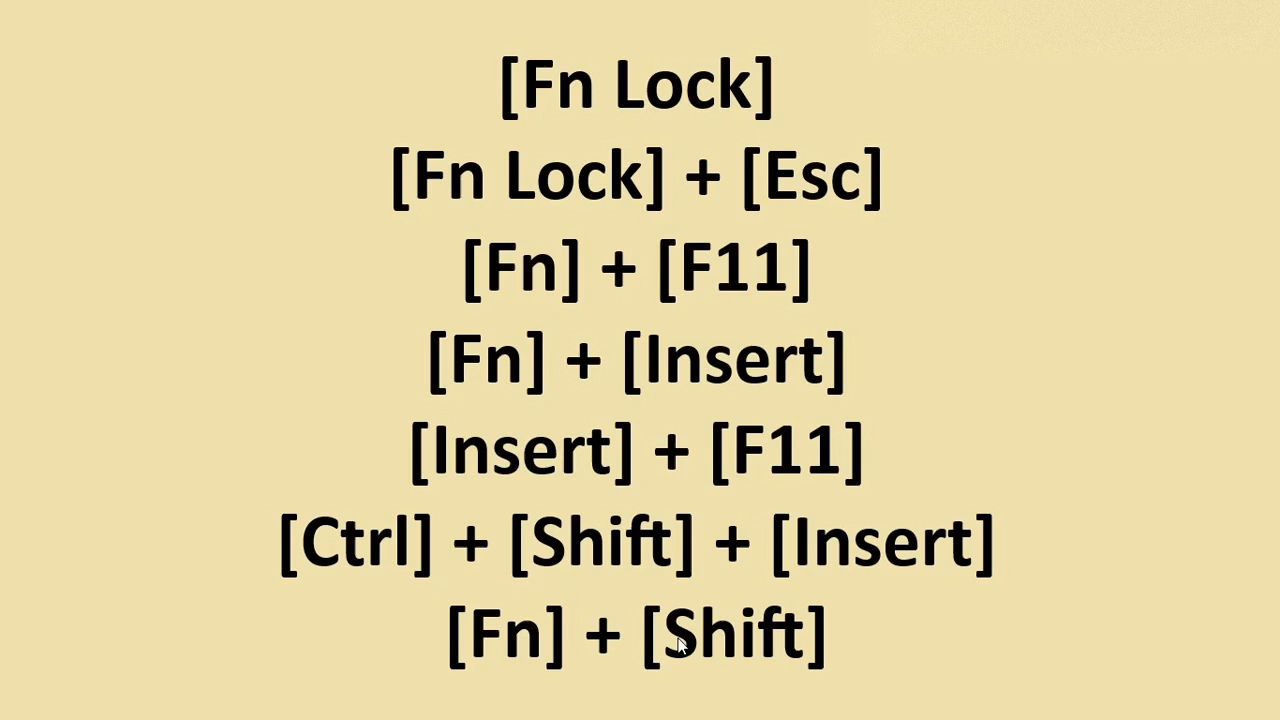 [Fn Lock]
[Fn Lock] + [Esc]
[Fn] + [F11]
[Fn] + [Insert]
[Insert] + [F11]
[Ctrl] + [Shift] + [Insert]
[Fn] + [Shift]